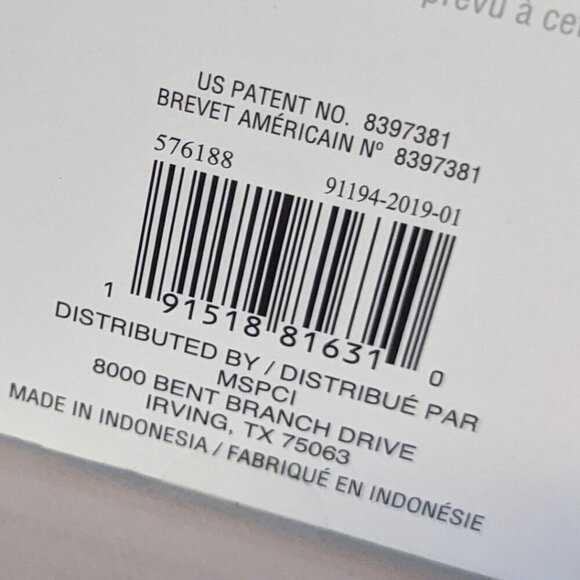 prévu à
US PATENT NO. 8397381
BREVET AMÉRICAIN Nº 8397381
576188 91194-2019-01
1 91518 81631 0
DISTRIBUTED BY / DISTRIBUÉ PAR
MSPCI
8000 BENT BRANCH DRIVE
IRVING, TX 75063
MADE IN INDONESIA / FABRIQUÉ EN INDONÉSIE